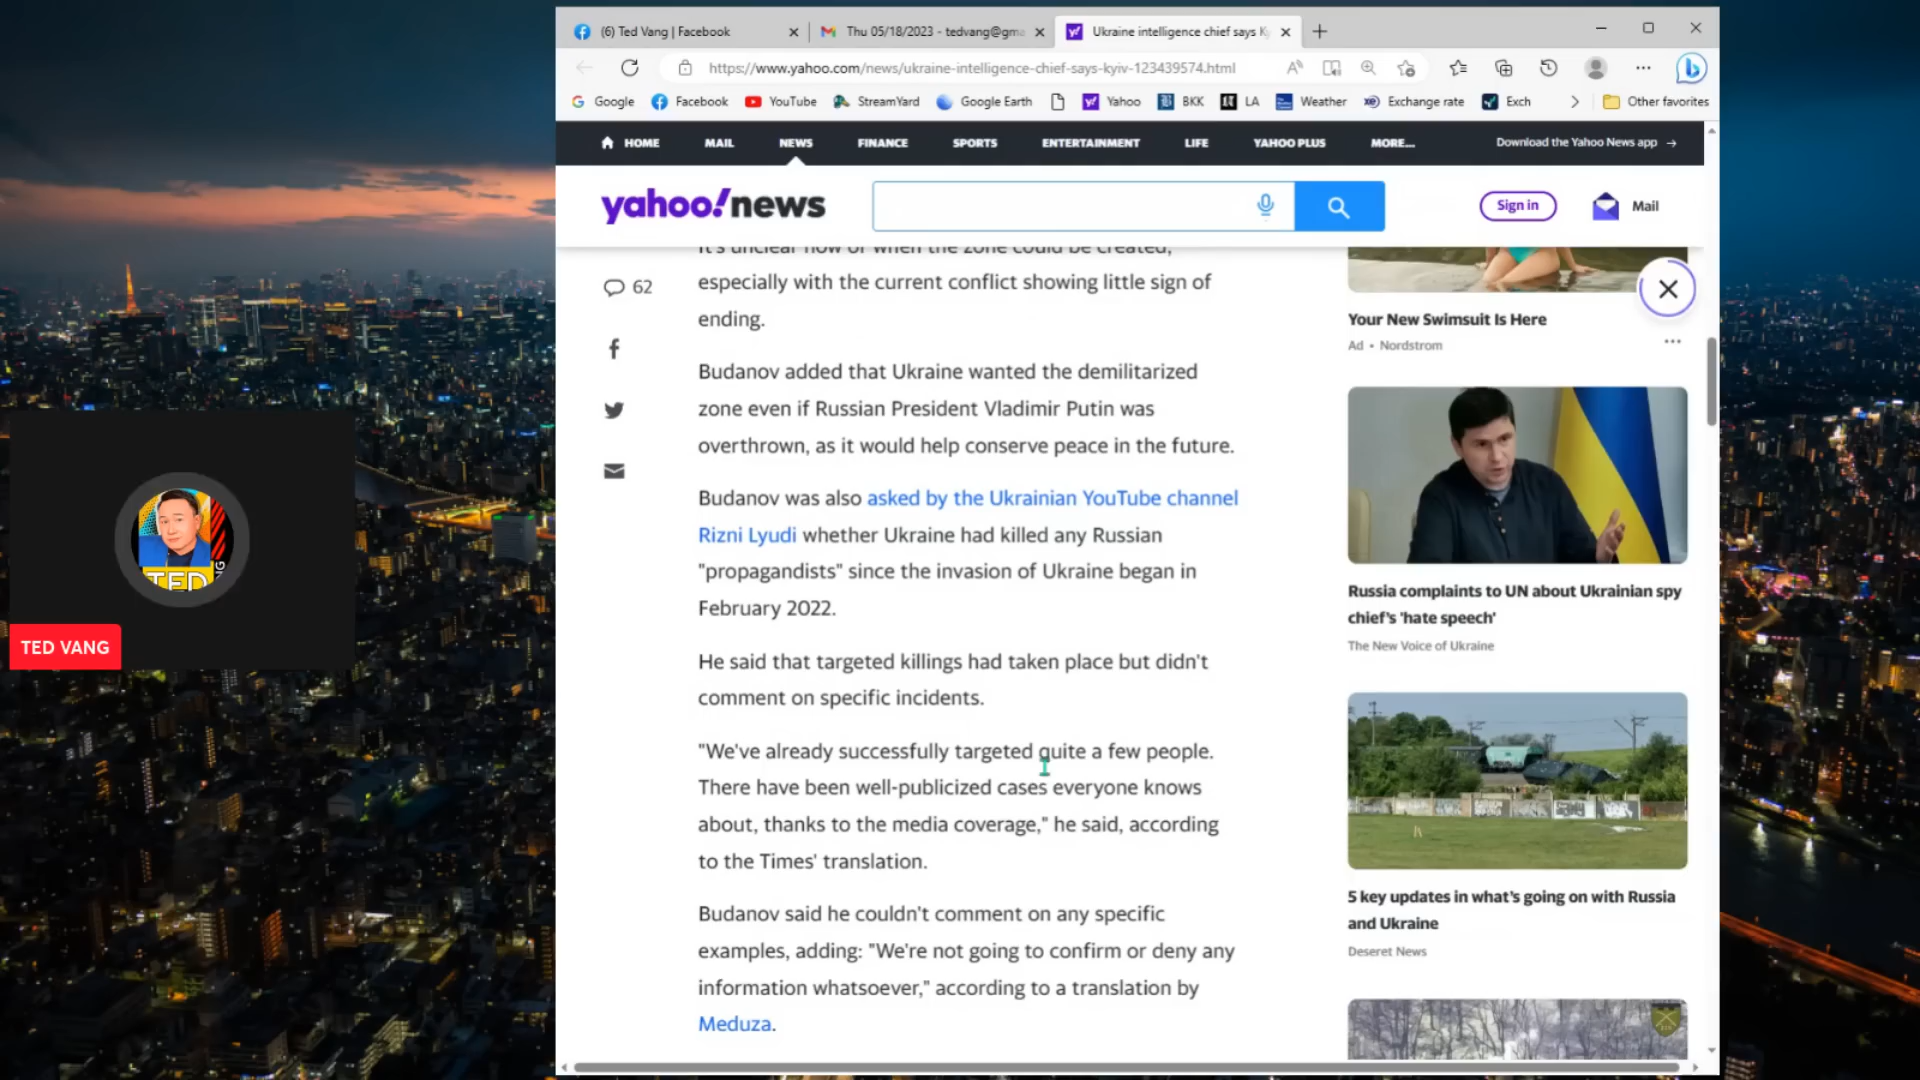 (6) Ted Vang | Facebook
Thu 05/18/2023 - tedvang@gma
Ukraine intelligence chief says K
https://www.yahoo.com/news/ukraine-intelligence-chief-says-kyiv-123439574.html
Google
Facebook
YouTube
StreamYard
Google Earth
Yahoo
BKK
LA
Weather
Exchange rate
Exch
Other favorites
HOME
MAIL
NEWS
FINANCE
SPORTS
ENTERTAINMENT
LIFE
YAHOO PLUS
MORE...
Download the Yahoo News app →
yahoo!news
Sign in
Mail
62
It's unclear how or when the zone could be created,
especially with the current conflict showing little sign of
ending.
Budanov added that Ukraine wanted the demilitarized
zone even if Russian President Vladimir Putin was
overthrown, as it would help conserve peace in the future.
Budanov was also asked by the Ukrainian YouTube channel
Rizni Lyudi whether Ukraine had killed any Russian
"propagandists" since the invasion of Ukraine began in
February 2022.
He said that targeted killings had taken place but didn't
comment on specific incidents.
"We've already successfully targeted quite a few people.
There have been well-publicized cases everyone knows
about, thanks to the media coverage," he said, according
to the Times' translation.
Budanov said he couldn't comment on any specific
examples, adding: "We're not going to confirm or deny any
information whatsoever," according to a translation by
Meduza.
Your New Swimsuit Is Here
Ad • Nordstrom
Russia complaints to UN about Ukrainian spy
chief's 'hate speech'
The New Voice of Ukraine
5 key updates in what's going on with Russia
and Ukraine
Deseret News
TED
TED VANG